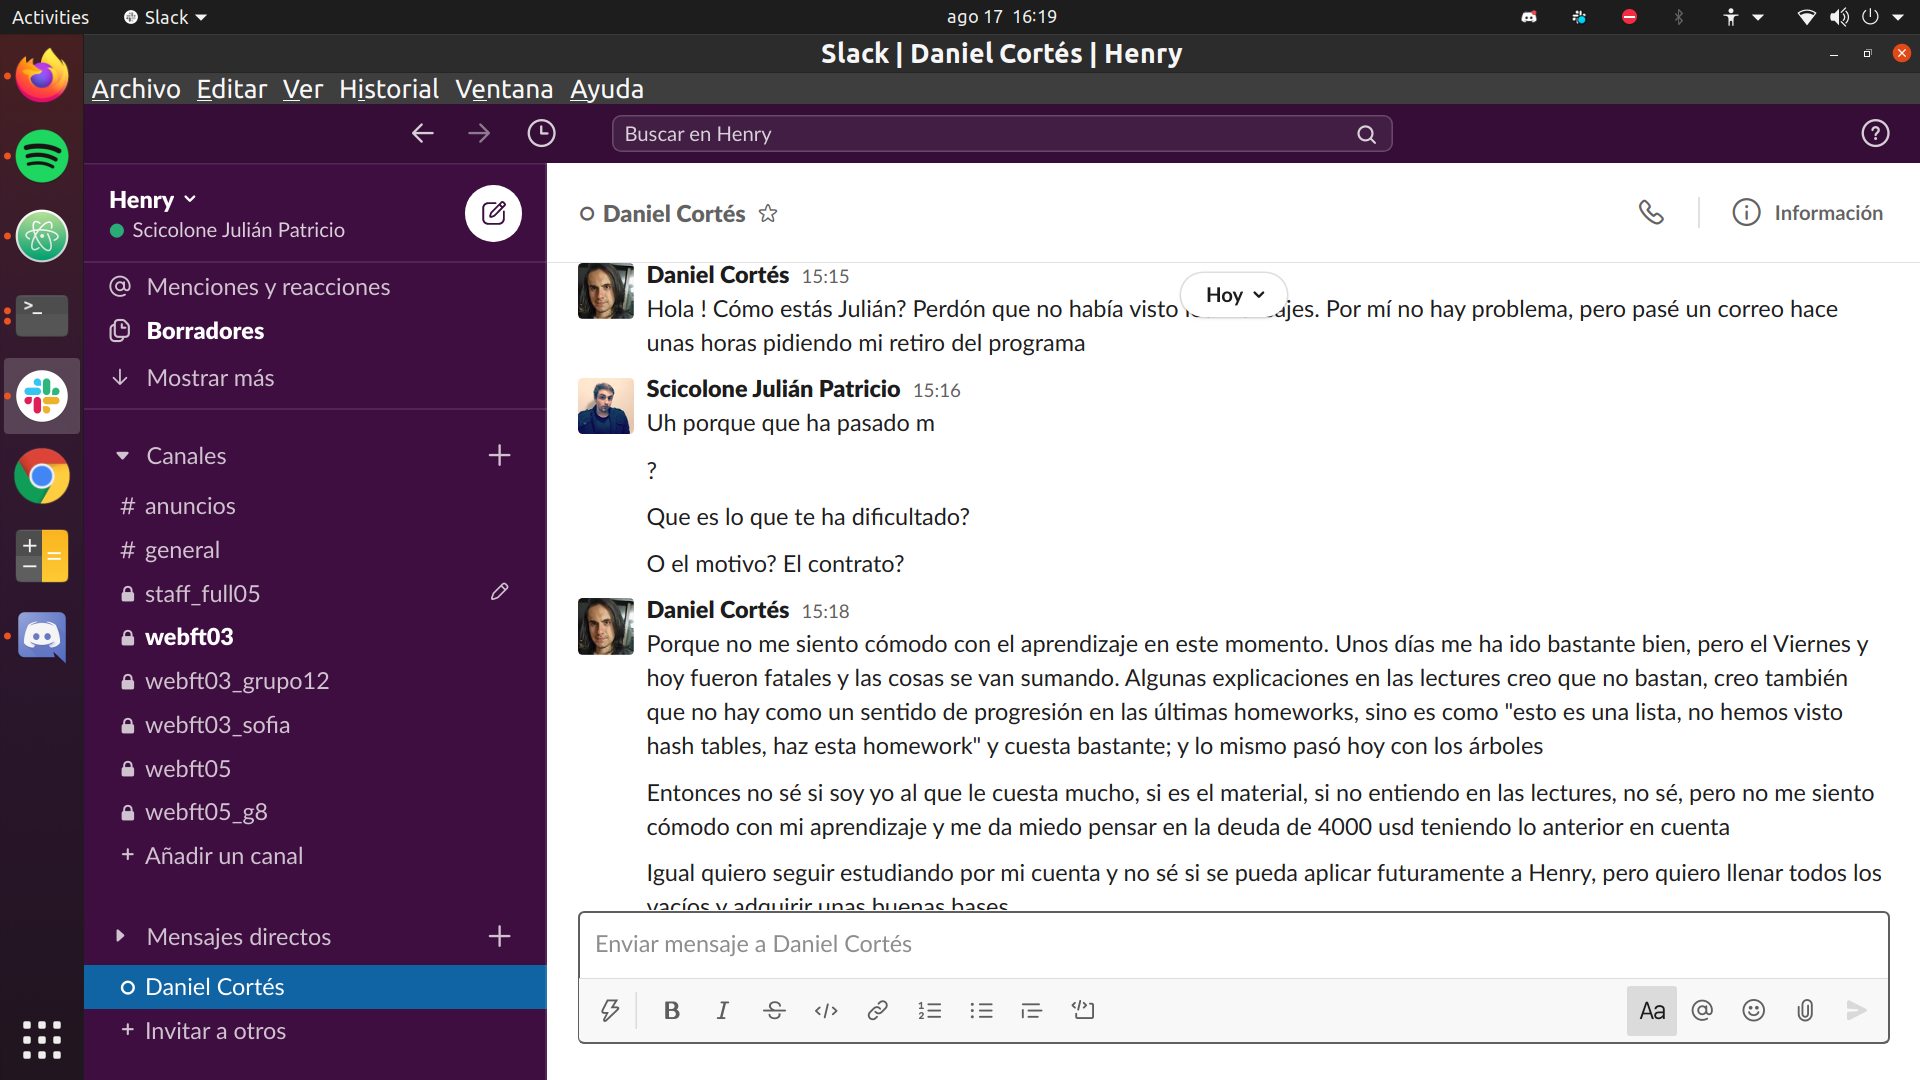 Activities
Slack
ago 17 16:19
Slack | Daniel Cortés | Henry
Archivo Editar Ver Historial Ventana Ayuda
Buscar en Henry
Henry
Scicolone Julián Patricio
Menciones y reacciones
Borradores
Mostrar más
Canales
# anuncios
# general
staff_full05
webft03
webft03_grupo12
webft03_sofia
webft05
webft05_g8
+ Añadir un canal
Mensajes directos
Daniel Cortés
+ Invitar a otros
Daniel Cortés
Información
Hoy
Daniel Cortés 15:15
Hola ! Cómo estás Julián? Perdón que no había visto ajes. Por mí no hay problema, pero pasé un correo hace
unas horas pidiendo mi retiro del programa
Scicolone Julián Patricio 15:16
Uh porque que ha pasado m
?
Que es lo que te ha dificultado?
O el motivo? El contrato?
Daniel Cortés 15:18
Porque no me siento cómodo con el aprendizaje en este momento. Unos días me ha ido bastante bien, pero el Viernes y
hoy fueron fatales y las cosas se van sumando. Algunas explicaciones en las lectures creo que no bastan, creo también
que no hay como un sentido de progresión en las últimas homeworks, sino es como "esto es una lista, no hemos visto
hash tables, haz esta homework" y cuesta bastante; y lo mismo pasó hoy con los árboles
Entonces no sé si soy yo al que le cuesta mucho, si es el material, si no entiendo en las lectures, no sé, pero no me siento
cómodo con mi aprendizaje y me da miedo pensar en la deuda de 4000 usd teniendo lo anterior en cuenta
Igual quiero seguir estudiando por mi cuenta y no sé si se pueda aplicar futuramente a Henry, pero quiero llenar todos los
vacíos y adquirir unas buenas bases
Enviar mensaje a Daniel Cortés
B I S </> Aa @